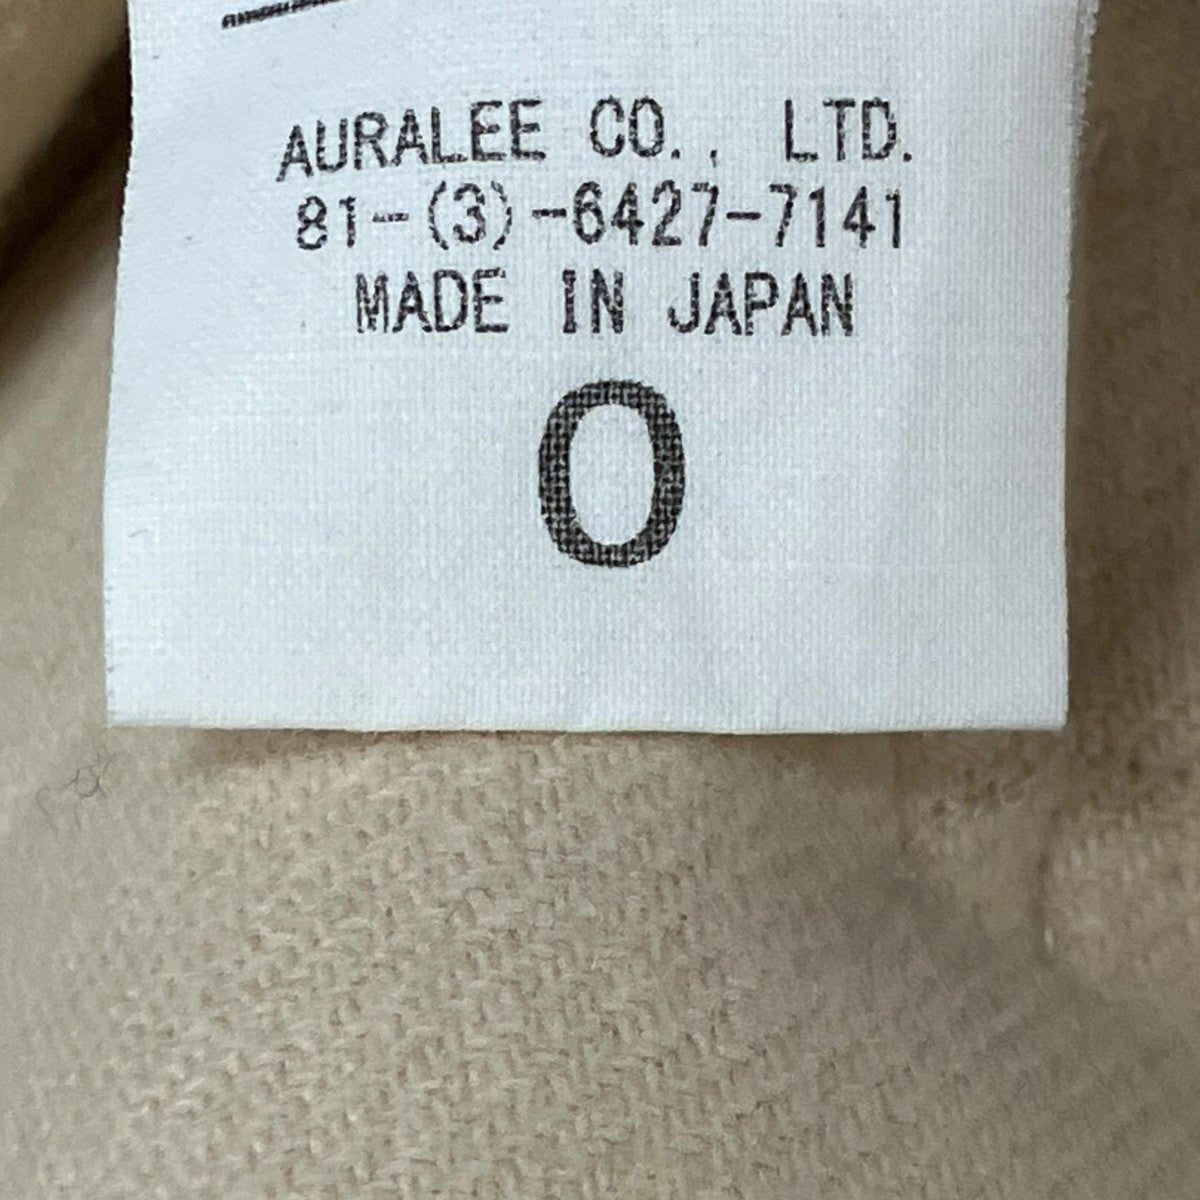 AURALEE CO., LTD.
81-(3)-6427-7141
MADE IN JAPAN
0